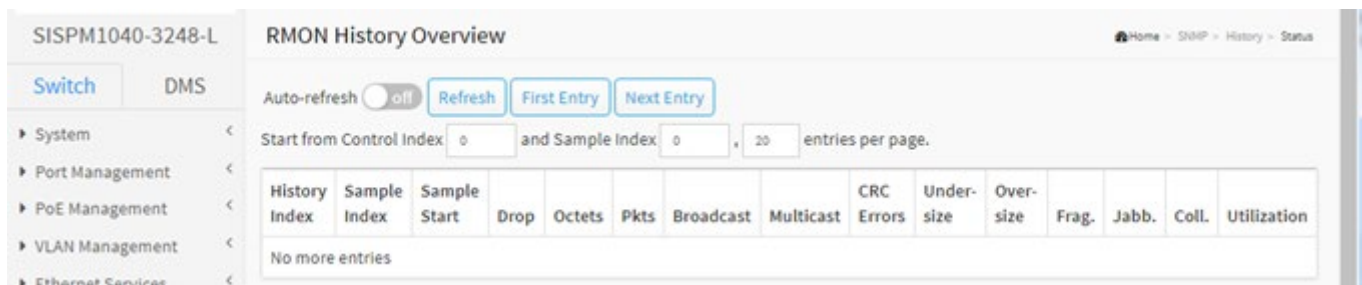 SISPM1040-3248-L
RMON History Overview
Home > SNMP > History > Status
Switch DMS
Auto-refresh off Refresh First Entry Next Entry
System
Start from Control Index 0 and Sample Index 0 , 20 entries per page.
Port Management
PoE Management
VLAN Management
Ethernet Services
History Index Sample Index Sample Start Drop Octets Pkts Broadcast Multicast CRC Errors Under-size Over-size Frag. Jabb. Coll. Utilization
No more entries